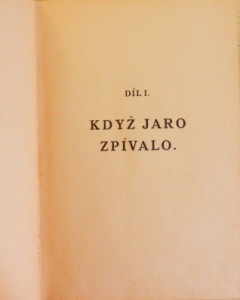 DÍL I.
KDYŽ JARO
ZPÍVALO.